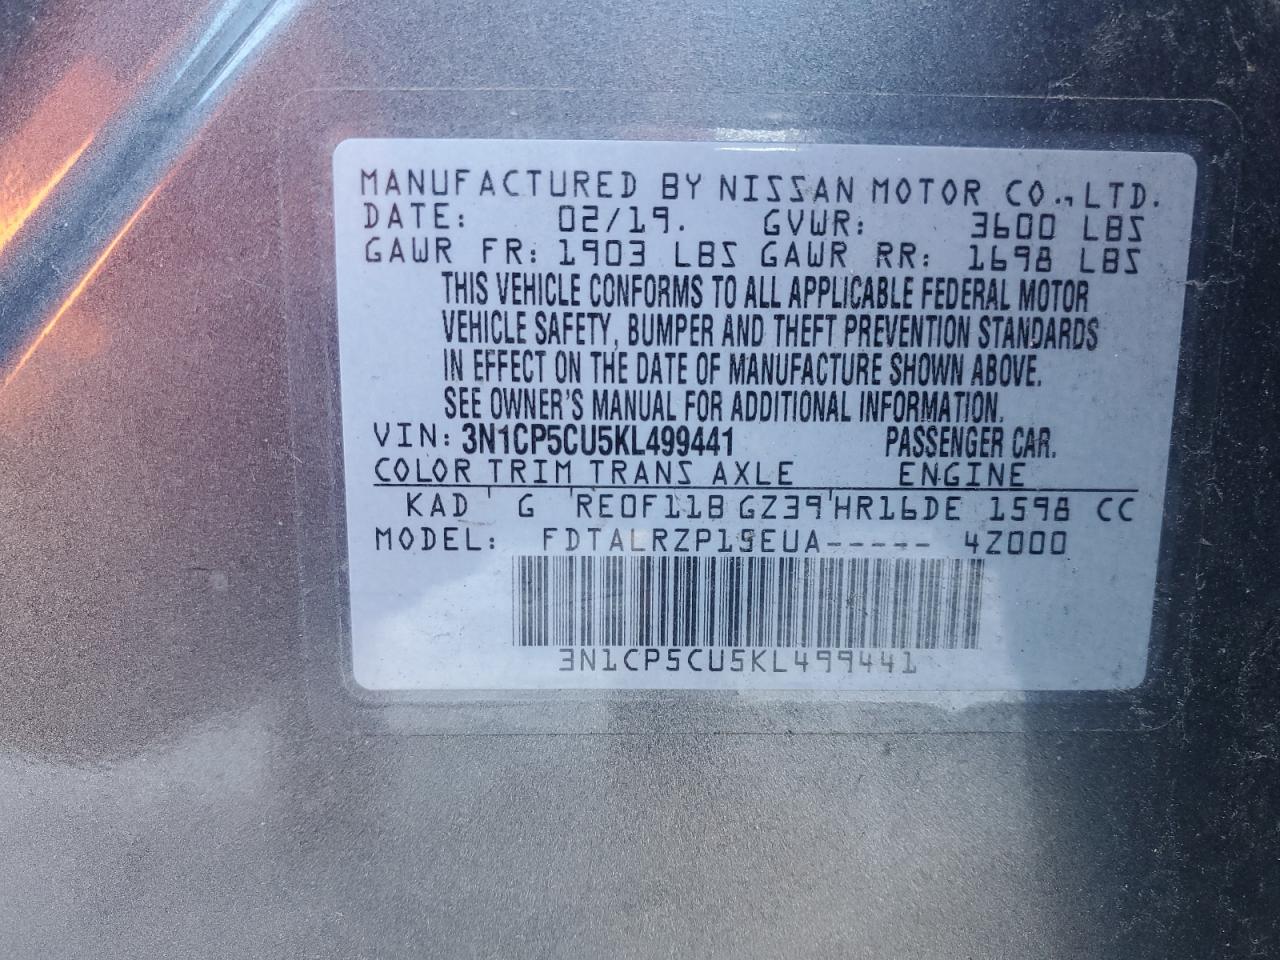 MANUFACTURED BY NISSAN MOTOR CO., LTD.
DATE: 02/19. GVWR: 3600 LBS
GAWR FR: 1903 LBS GAWR RR: 1698 LBS
THIS VEHICLE CONFORMS TO ALL APPLICABLE FEDERAL MOTOR
VEHICLE SAFETY, BUMPER AND THEFT PREVENTION STANDARDS
IN EFFECT ON THE DATE OF MANUFACTURE SHOWN ABOVE.
SEE OWNER'S MANUAL FOR ADDITIONAL INFORMATION.
VIN: 3N1CP5CU5KL499441 PASSENGER CAR.
COLOR TRIM TRANS AXLE ENGINE
KAD ' G 'RE0F11B GZ39'HR16DE 1598 CC
MODEL: FDTALRZP19EUA----- 4Z000
3N1CP5CU5KL499441